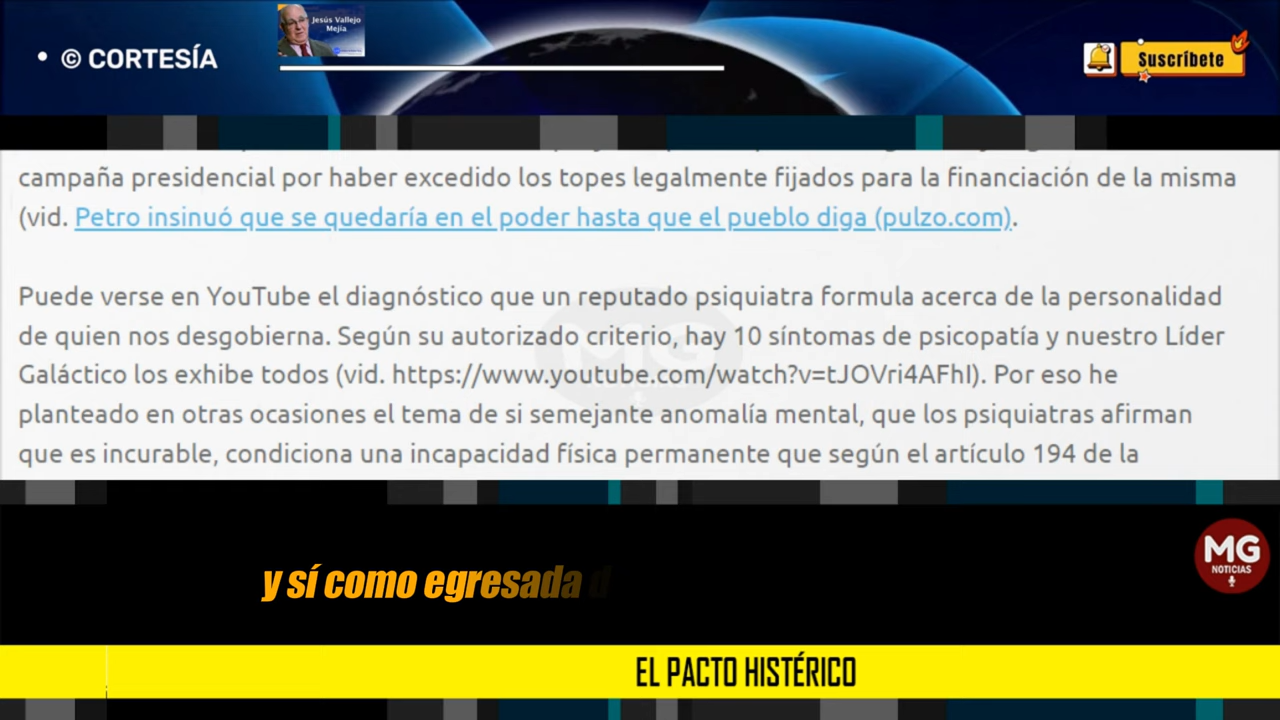 • © CORTESÍA
Jesús Vallejo
Mejía
Suscríbete
campaña presidencial por haber excedido los topes legalmente fijados para la financiación de la misma
(vid. Petro insinuó que se quedaría en el poder hasta que el pueblo diga (pulzo.com).
Puede verse en YouTube el diagnóstico que un reputado psiquiatra formula acerca de la personalidad
de quien nos desgobierna. Según su autorizado criterio, hay 10 síntomas de psicopatía y nuestro Líder
Galáctico los exhibe todos (vid. https://www.youtube.com/watch?v=tJOVri4AFhI). Por eso he
planteado en otras ocasiones el tema de si semejante anomalía mental, que los psiquiatras afirman
que es incurable, condiciona una incapacidad física permanente que según el artículo 194 de la
MG
MG
NOTICIAS
y sí como egresada d
EL PACTO HISTÉRICO